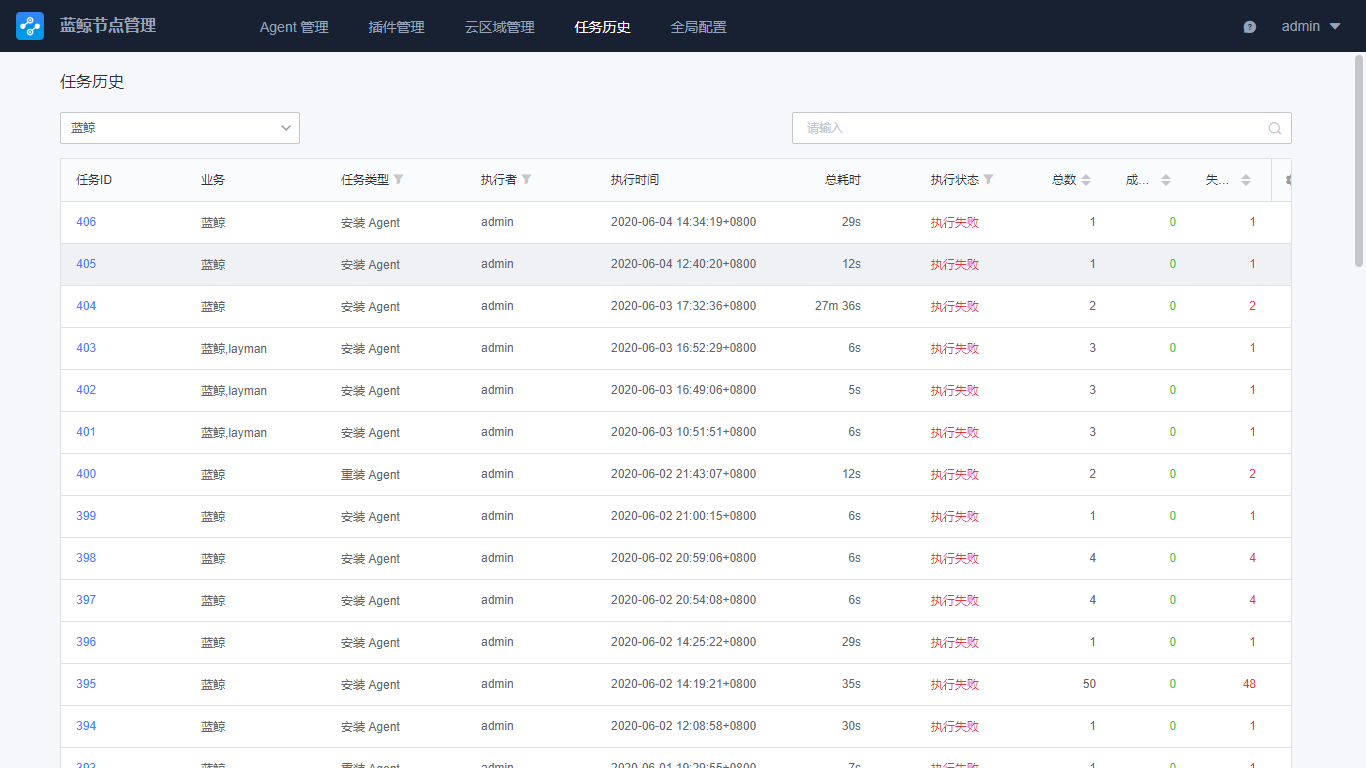 蓝鲸节点管理 Agent 管理 插件管理 云区域管理 任务历史 全局配置 admin
任务历史
蓝鲸 请输入
任务ID 业务 任务类型 执行者 执行时间 总耗时 执行状态 总数 成... 失...
406 蓝鲸 安装 Agent admin 2020-06-04 14:34:19+0800 29s 执行失败 1 0 1
405 蓝鲸 安装 Agent admin 2020-06-04 12:40:20+0800 12s 执行失败 1 0 1
404 蓝鲸 安装 Agent admin 2020-06-03 17:32:36+0800 27m 36s 执行失败 2 0 2
403 蓝鲸,layman 安装 Agent admin 2020-06-03 16:52:29+0800 6s 执行失败 3 0 1
402 蓝鲸,layman 安装 Agent admin 2020-06-03 16:49:06+0800 5s 执行失败 3 0 1
401 蓝鲸,layman 安装 Agent admin 2020-06-03 10:51:51+0800 6s 执行失败 3 0 1
400 蓝鲸 重装 Agent admin 2020-06-02 21:43:07+0800 12s 执行失败 2 0 2
399 蓝鲸 安装 Agent admin 2020-06-02 21:00:15+0800 6s 执行失败 1 0 1
398 蓝鲸 安装 Agent admin 2020-06-02 20:59:06+0800 6s 执行失败 4 0 4
397 蓝鲸 安装 Agent admin 2020-06-02 20:54:08+0800 6s 执行失败 4 0 4
396 蓝鲸 安装 Agent admin 2020-06-02 14:25:22+0800 29s 执行失败 1 0 1
395 蓝鲸 安装 Agent admin 2020-06-02 14:19:21+0800 35s 执行失败 50 0 48
394 蓝鲸 安装 Agent admin 2020-06-02 12:08:58+0800 30s 执行失败 1 0 1
393 蓝鲸 重装 Agent admin 2020-06-01 19:29:55+0800 7s 执行失败 1 0 1